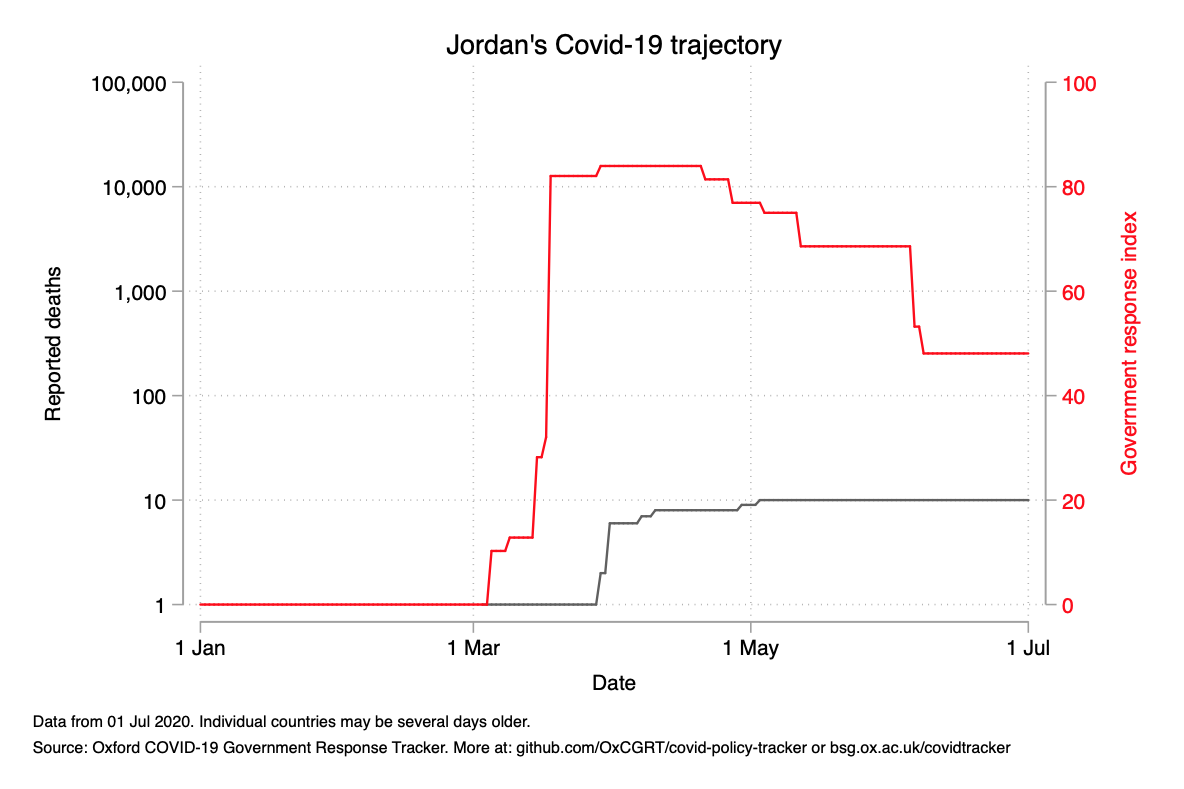 Jordan's Covid-19 trajectory
100,000
10,000
1,000
100
10
1
Reported deaths
100
80
60
40
20
0
Government response index
1 Jan
1 Mar
1 May
1 Jul
Date
Data from 01 Jul 2020. Individual countries may be several days older.
Source: Oxford COVID-19 Government Response Tracker. More at: github.com/OxCGRT/covid-policy-tracker or bsg.ox.ac.uk/covidtracker